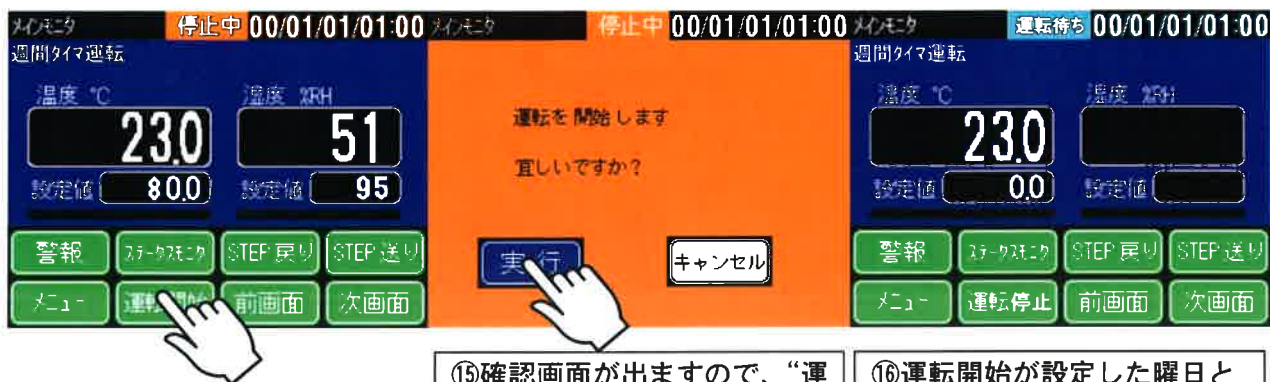 メインモニタ 停止中 00/01/01/01:00
週間タイマ運転
温度 ℃ 湿度 %RH
23.0 51
設定値 80.0 設定値 95
警報 ステータスモニタ STEP戻り STEP送り
メニュー 運転開始 前画面 次画面
メインモニタ 停止中 00/01/01/01:00
運転を開始します
宜しいですか?
実行 キャンセル
メインモニタ 運転待ち 00/01/01/01:00
週間タイマ運転
温度 ℃ 湿度 %RH
23.0
設定値 0.0 設定値
警報 ステータスモニタ STEP戻り STEP送り
メニュー 運転停止 前画面 次画面
⑮確認画面が出ますので、“運
⑯運転開始が設定した曜日と